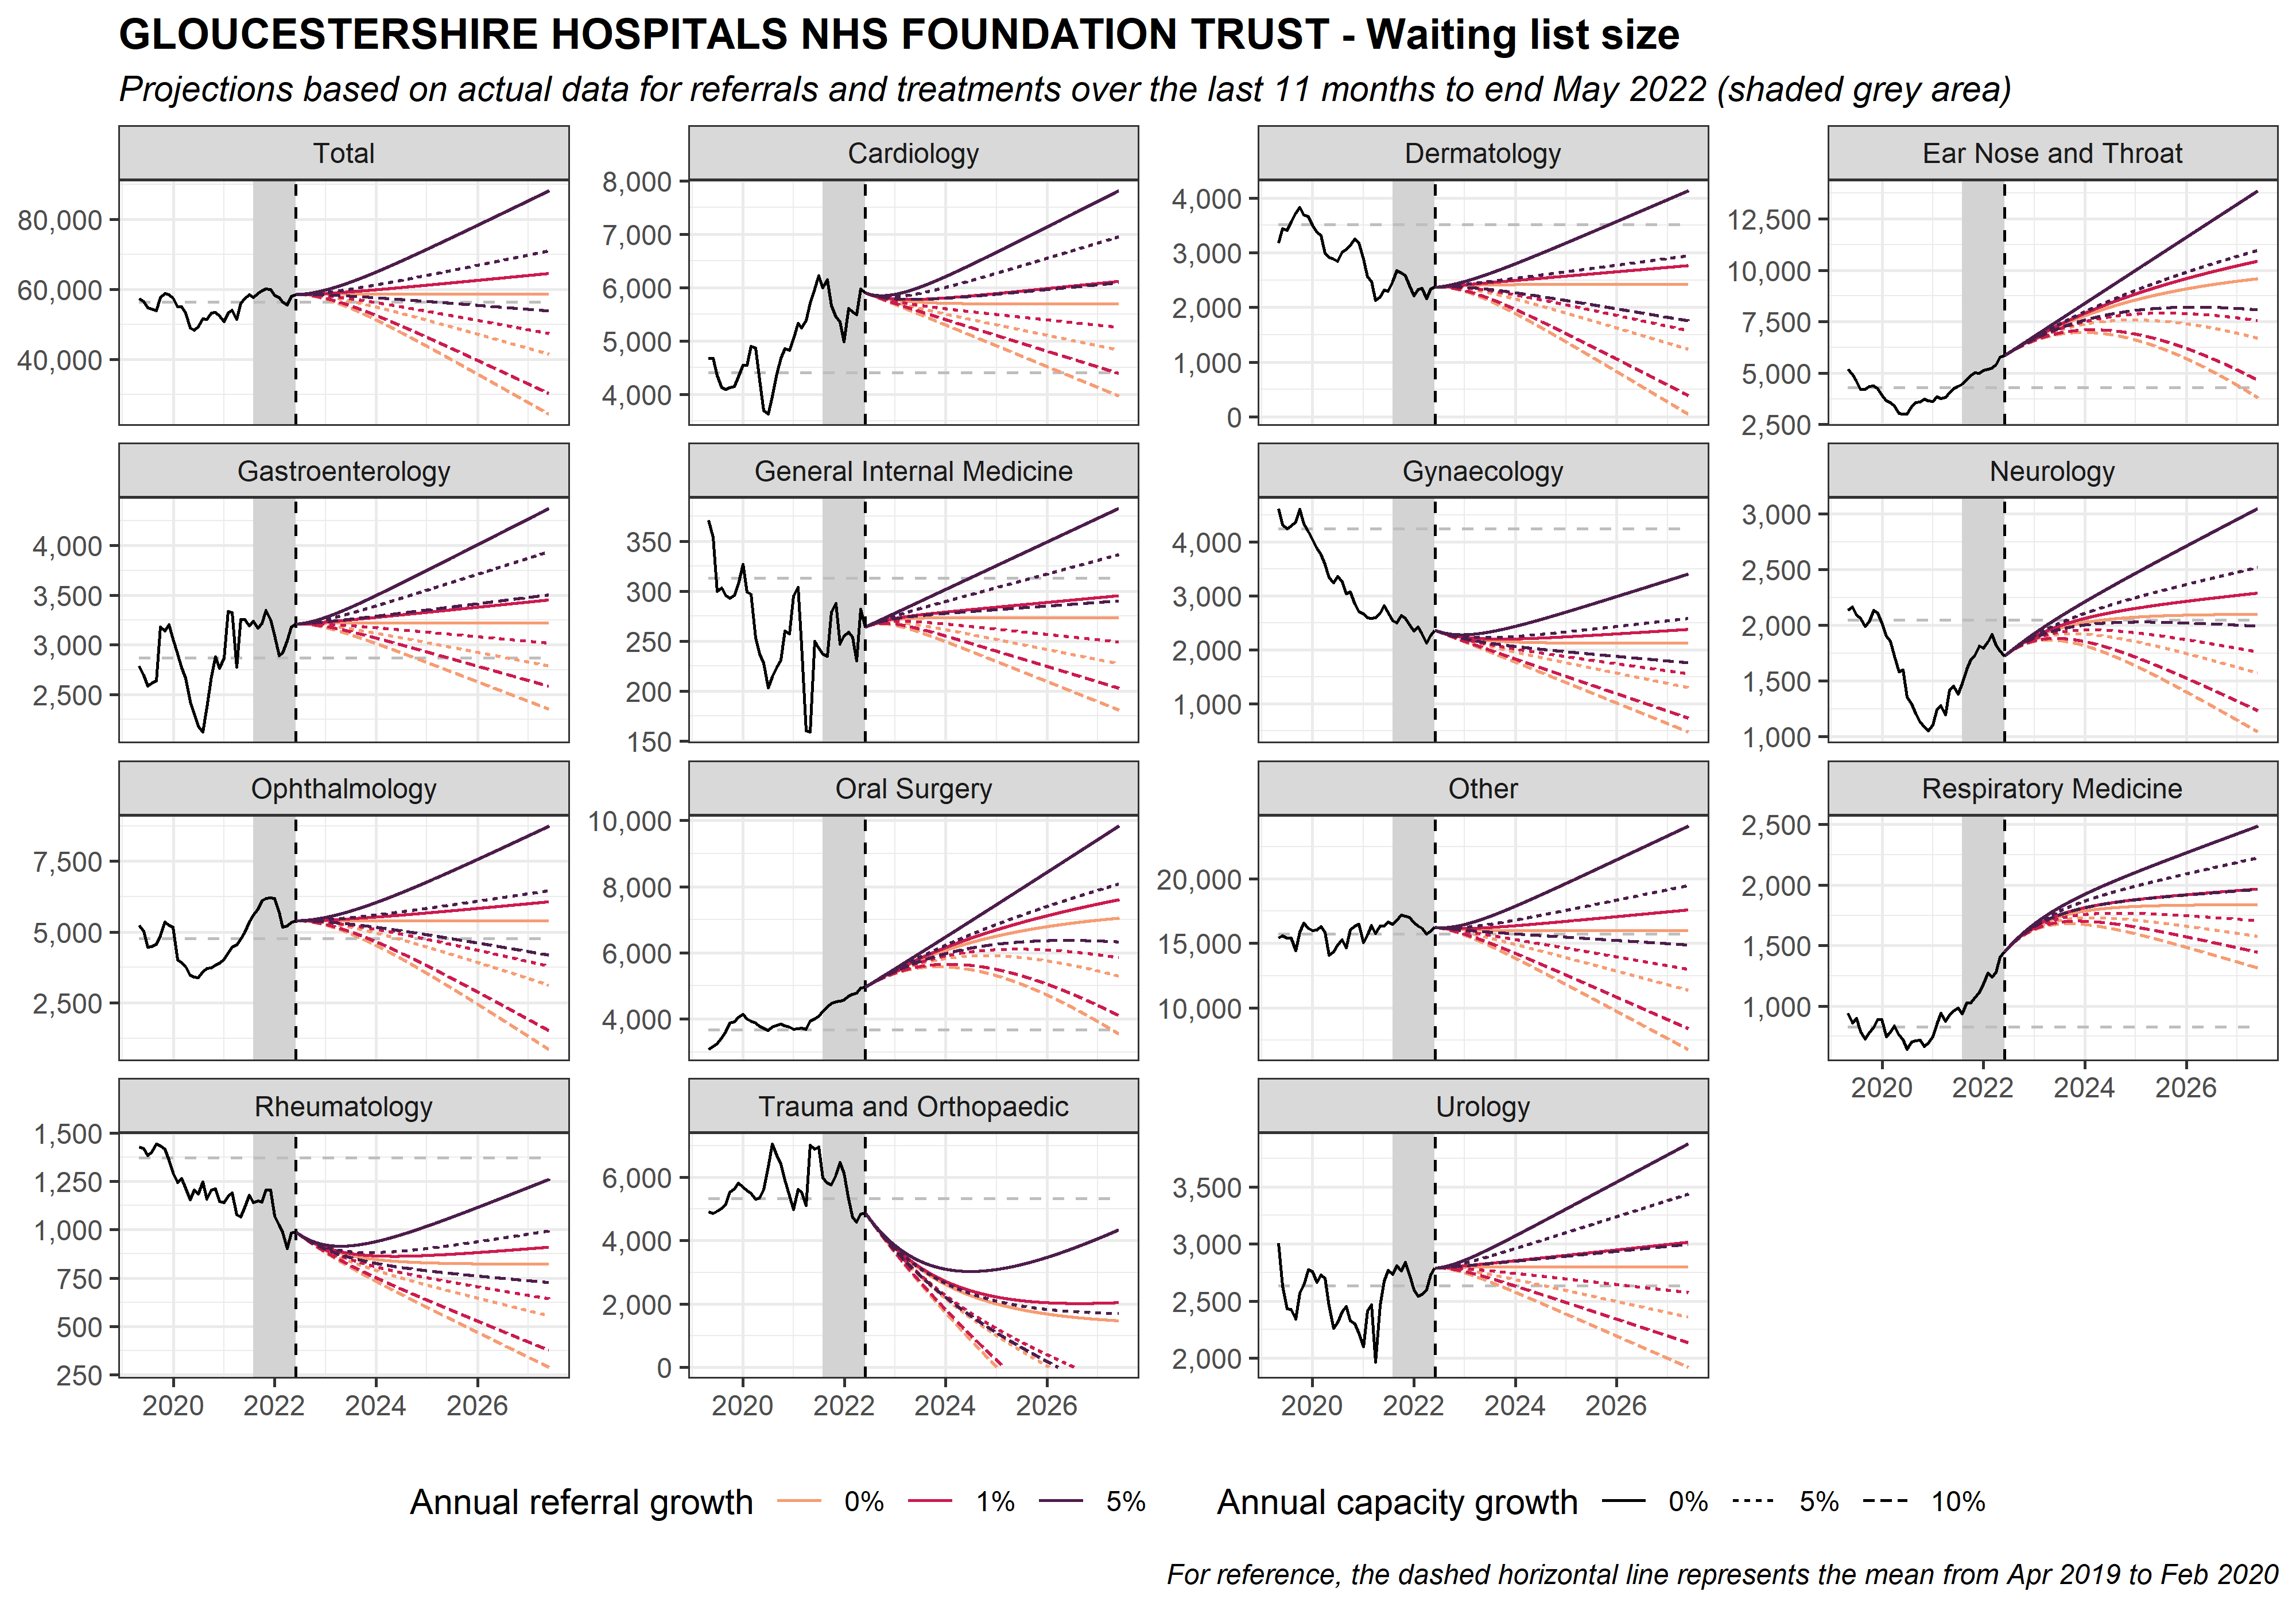 GLOUCESTERSHIRE HOSPITALS NHS FOUNDATION TRUST - Waiting list size
Projections based on actual data for referrals and treatments over the last 11 months to end May 2022 (shaded grey area)
Total
80,000
60,000
40,000
Cardiology
8,000
7,000
6,000
5,000
4,000
Dermatology
4,000
3,000
2,000
1,000
0
Ear Nose and Throat
12,500
10,000
7,500
5,000
2,500
Gastroenterology
4,000
3,500
3,000
2,500
General Internal Medicine
350
300
250
200
150
Gynaecology
4,000
3,000
2,000
1,000
Neurology
3,000
2,500
2,000
1,500
1,000
Ophthalmology
7,500
5,000
2,500
Oral Surgery
10,000
8,000
6,000
4,000
Other
20,000
15,000
10,000
Respiratory Medicine
2,500
2,000
1,500
1,000
2020 2022 2024 2026
Rheumatology
1,500
1,250
1,000
750
500
250
2020 2022 2024 2026
Trauma and Orthopaedic
6,000
4,000
2,000
0
2020 2022 2024 2026
Urology
3,500
3,000
2,500
2,000
2020 2022 2024 2026
Annual referral growth 0% 1% 5% Annual capacity growth 0% 5% 10%
For reference, the dashed horizontal line represents the mean from Apr 2019 to Feb 2020